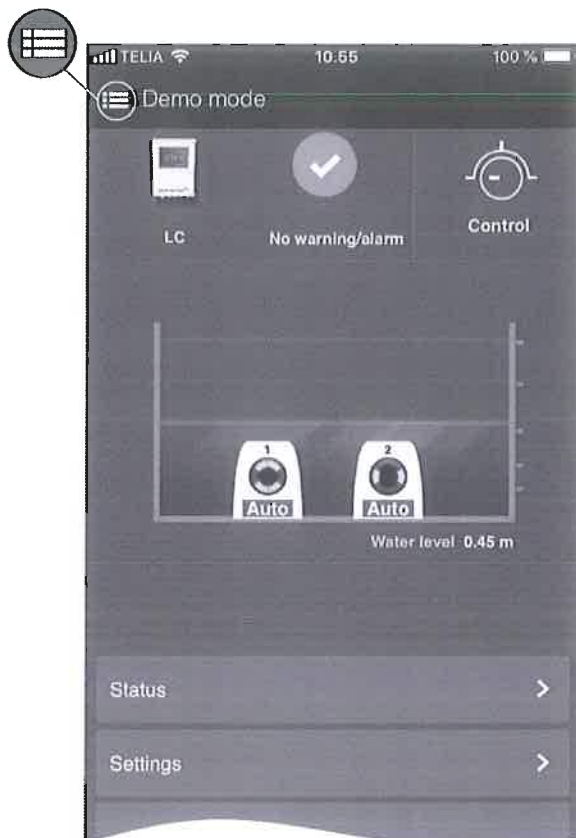 TELIA 10:55 100 %
Demo mode
LC
No warning/alarm
Control
1
2
Auto
Auto
Water level 0.45 m
Status
Settings